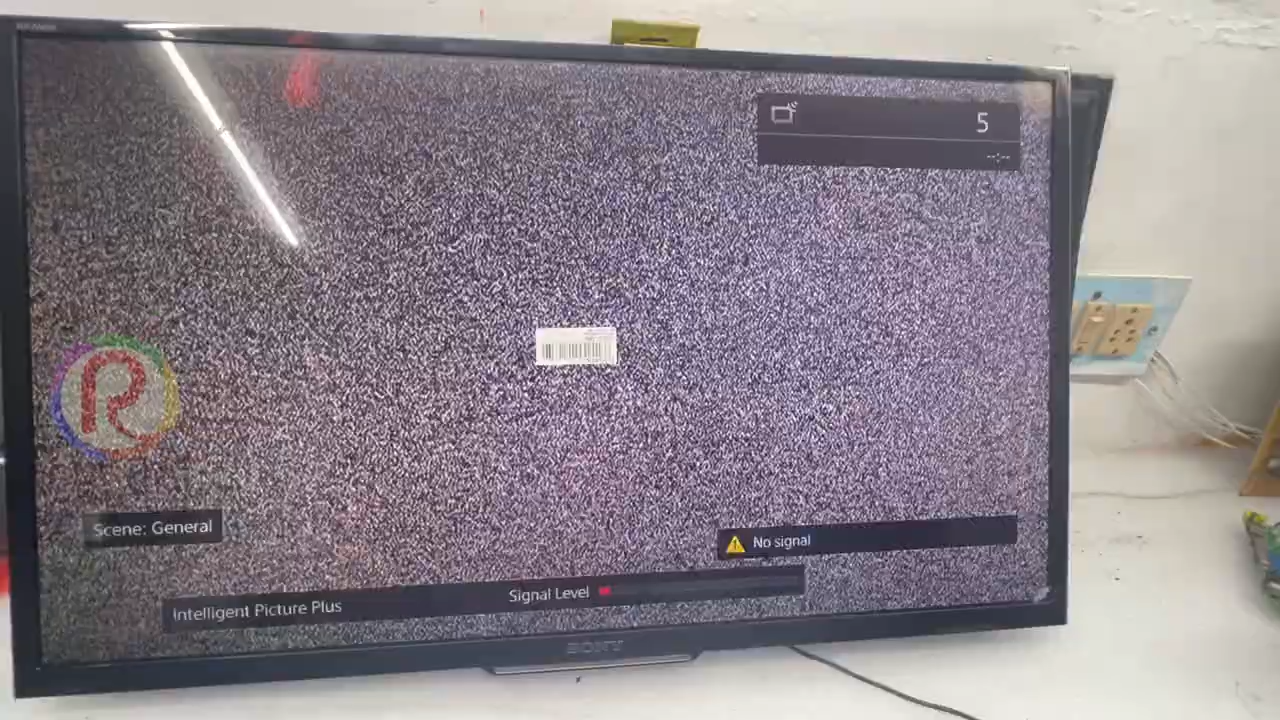 5
--:--
R
Scene: General
No signal
Signal Level
Intelligent Picture Plus
SONY